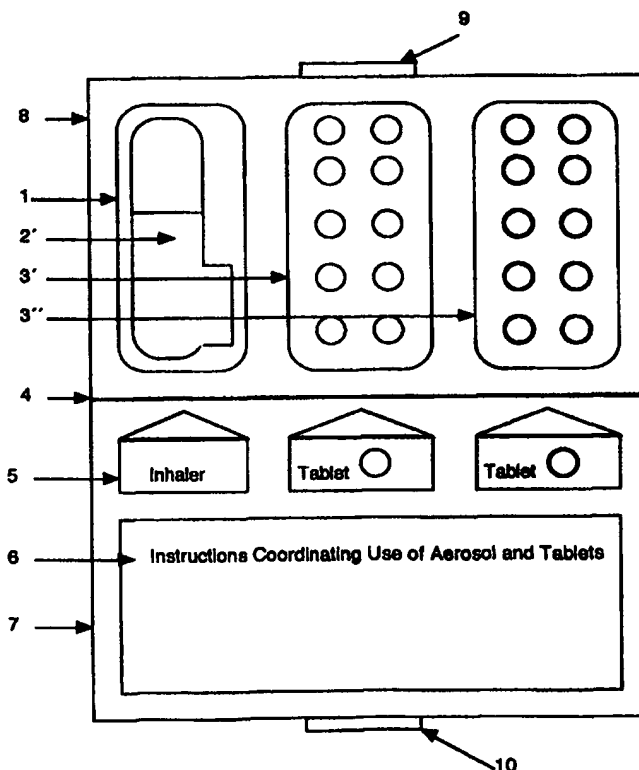 9
8
1
2'
3'
3''
4
5
Inhaler
Tablet
Tablet
6
Instructions Coordinating Use of Aerosol and Tablets
7
10